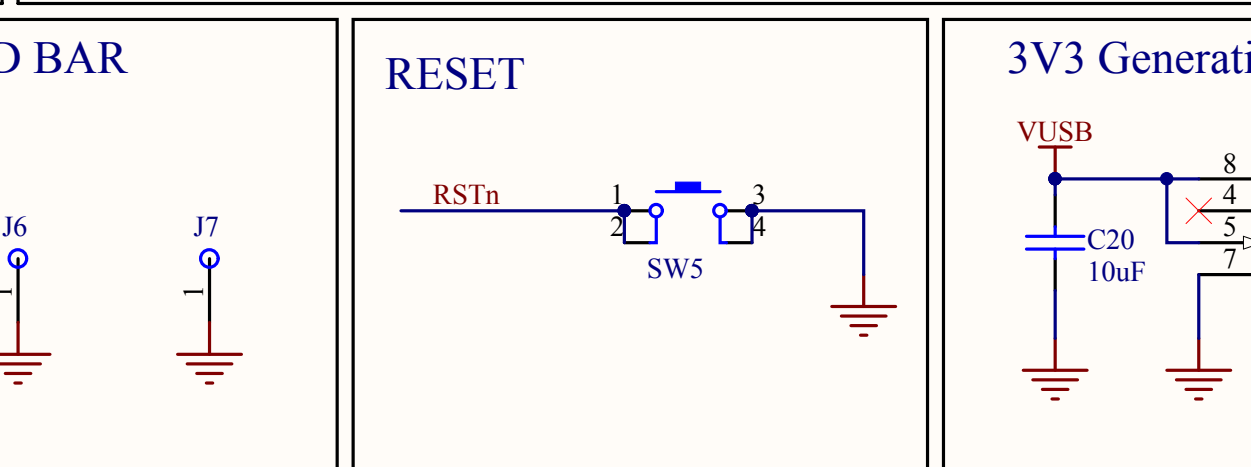 D BAR
J6
1
J7
1
RESET
RSTn
1
2
3
4
SW5
3V3 Generati
VUSB
C20
10uF
8
4
5
7